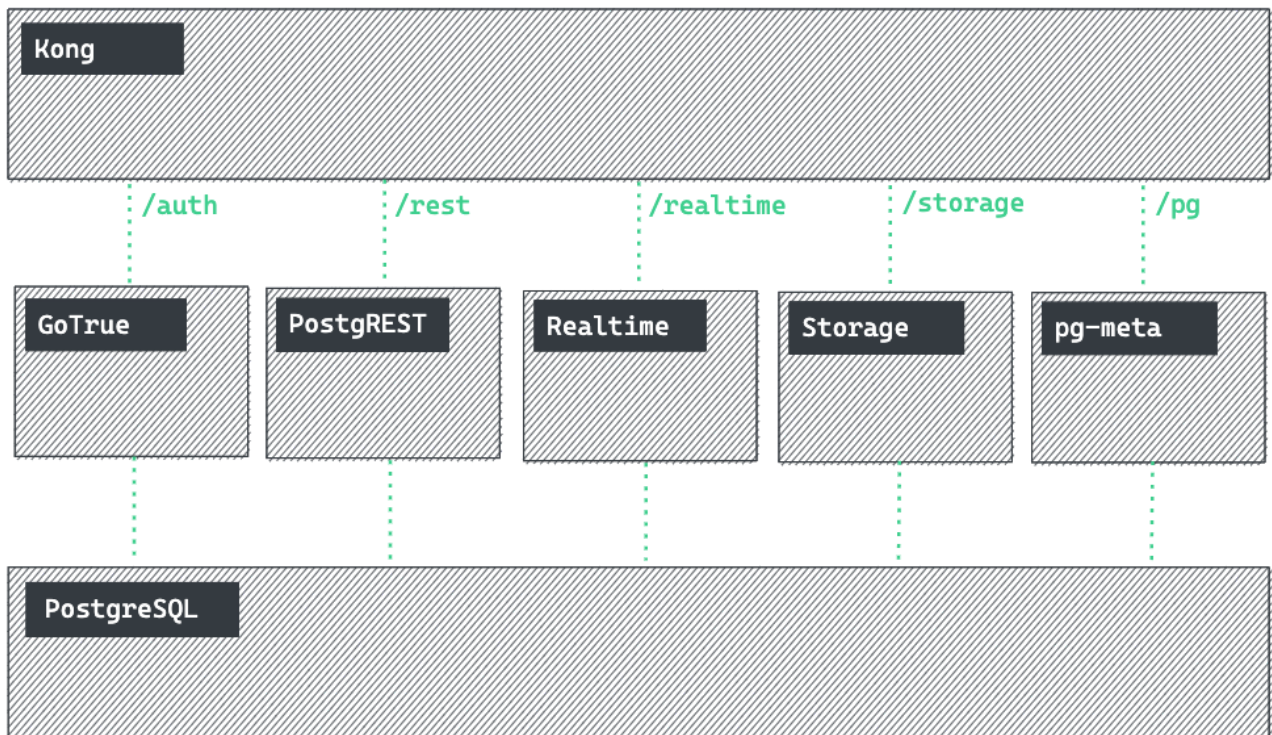 Kong
/auth
/rest
/realtime
/storage
/pg
GoTrue
PostgREST
Realtime
Storage
pg-meta
PostgreSQL